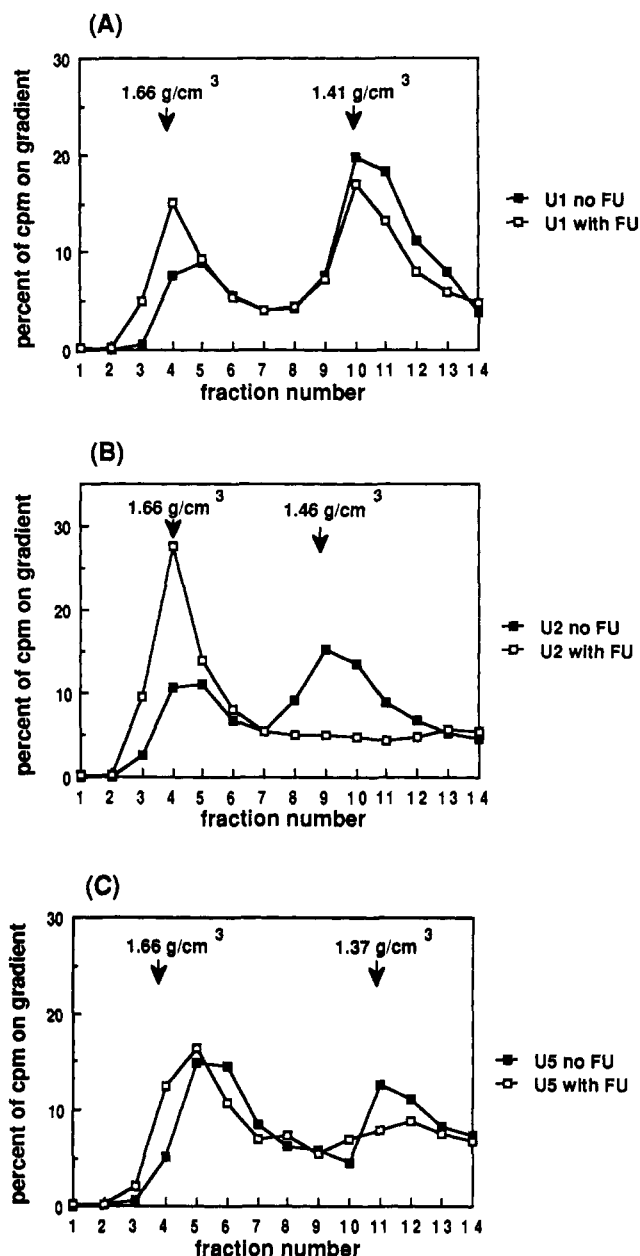 (A)
30
20
10
0
percent of cpm on gradient
1.66 g/cm 3
1.41 g/cm 3
U1 no FU
U1 with FU
1 2 3 4 5 6 7 8 9 10 11 12 13 14
fraction number
(B)
30
20
10
0
percent of cpm on gradient
1.66 g/cm 3
1.46 g/cm 3
U2 no FU
U2 with FU
1 2 3 4 5 6 7 8 9 10 11 12 13 14
fraction number
(C)
30
20
10
0
percent of cpm on gradient
1.66 g/cm 3
1.37 g/cm 3
U5 no FU
U5 with FU
1 2 3 4 5 6 7 8 9 10 11 12 13 14
fraction number